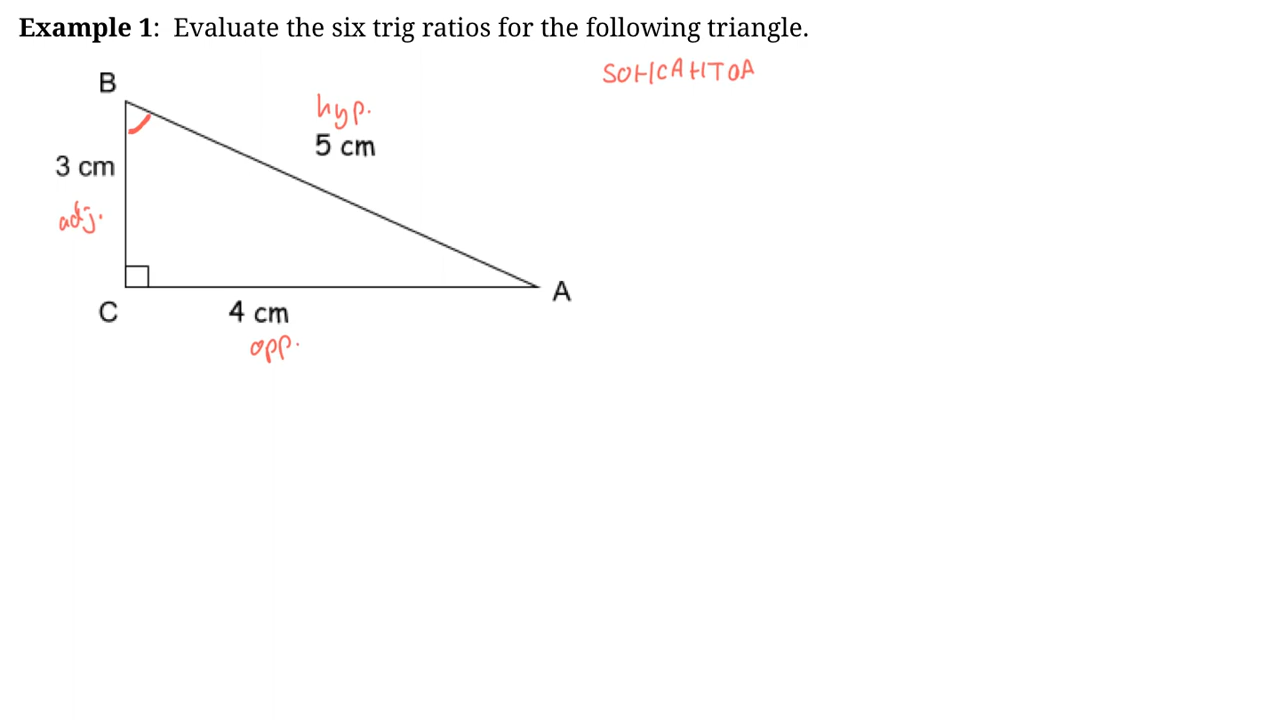 Example 1: Evaluate the six trig ratios for the following triangle.
SOHCAHTOA
B
hyp.
5 cm
3 cm
adj.
A
C
4 cm
opp.